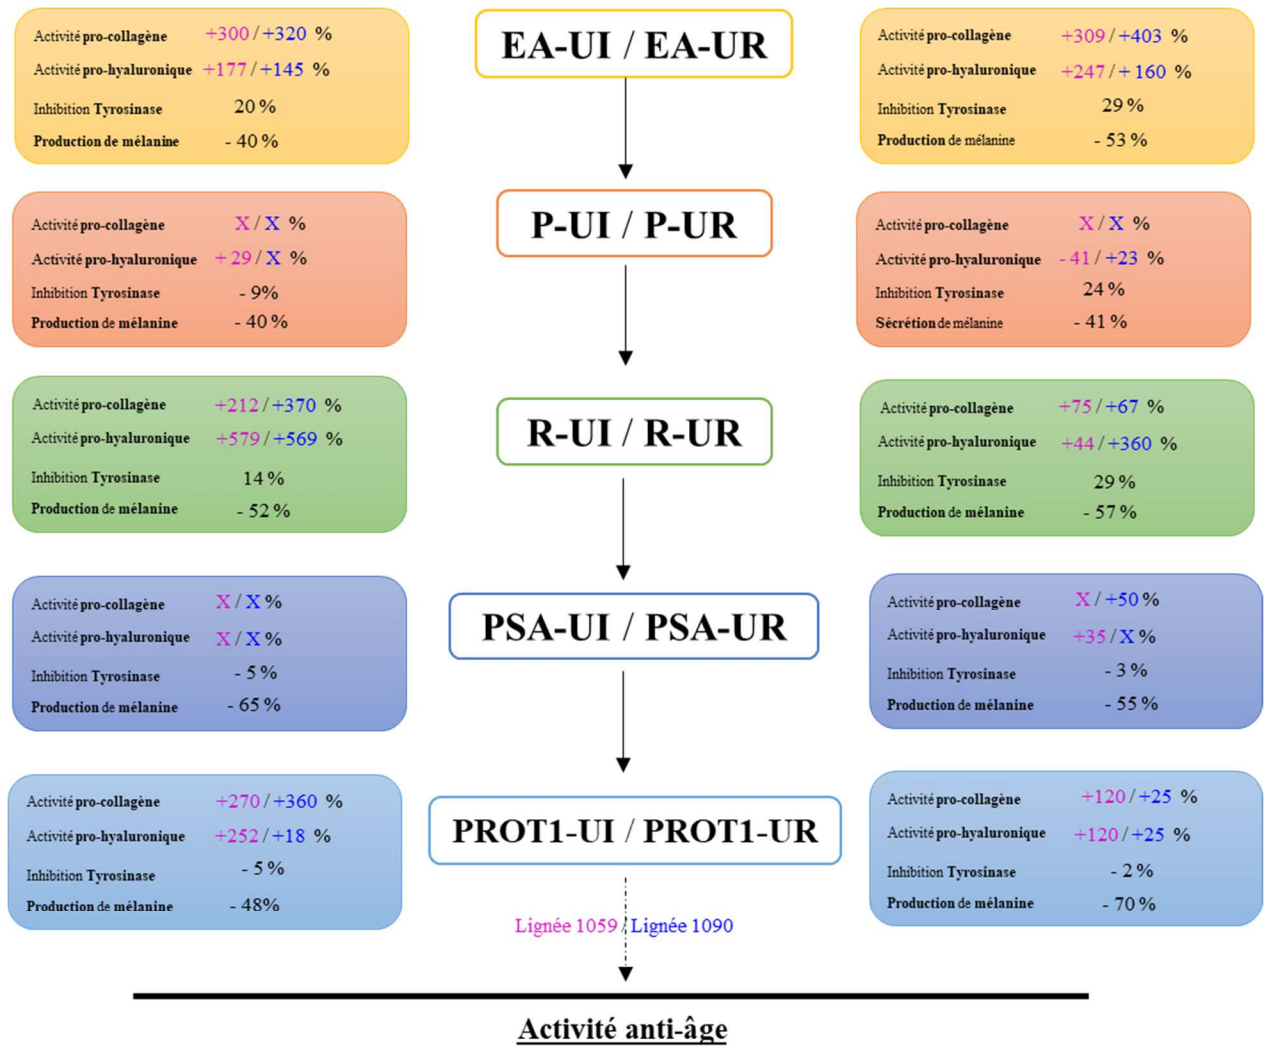 EA-UI / EA-UR
Activité pro-collagène +300 / +320 %
Activité pro-hyaluronique +177 / +145 %
Inhibition Tyrosinase 20 %
Production de mélanine - 40 %
Activité pro-collagène +309 / +403 %
Activité pro-hyaluronique +247 / + 160 %
Inhibition Tyrosinase 29 %
Production de mélanine - 53 %
P-UI / P-UR
Activité pro-collagène X / X %
Activité pro-hyaluronique + 29 / X %
Inhibition Tyrosinase - 9%
Production de mélanine - 40 %
Activité pro-collagène X / X %
Activité pro-hyaluronique - 41 / +23 %
Inhibition Tyrosinase 24 %
Sécrétion de mélanine - 41 %
R-UI / R-UR
Activité pro-collagène +212 / +370 %
Activité pro-hyaluronique +579 / +569 %
Inhibition Tyrosinase 14 %
Production de mélanine - 52 %
Activité pro-collagène +75 / +67 %
Activité pro-hyaluronique +44 / +360 %
Inhibition Tyrosinase 29 %
Production de mélanine - 57 %
PSA-UI / PSA-UR
Activité pro-collagène X / X %
Activité pro-hyaluronique X / X %
Inhibition Tyrosinase - 5 %
Production de mélanine - 65 %
Activité pro-collagène X / +50 %
Activité pro-hyaluronique +35 / X %
Inhibition Tyrosinase - 3 %
Production de mélanine - 55 %
PROT1-UI / PROT1-UR
Activité pro-collagène +270 / +360 %
Activité pro-hyaluronique +252 / +18 %
Inhibition Tyrosinase - 5 %
Production de mélanine - 48%
Activité pro-collagène +120 / +25 %
Activité pro-hyaluronique +120 / +25 %
Inhibition Tyrosinase - 2 %
Production de mélanine - 70 %
Lignée 1059 / Lignée 1090
Activité anti-âge